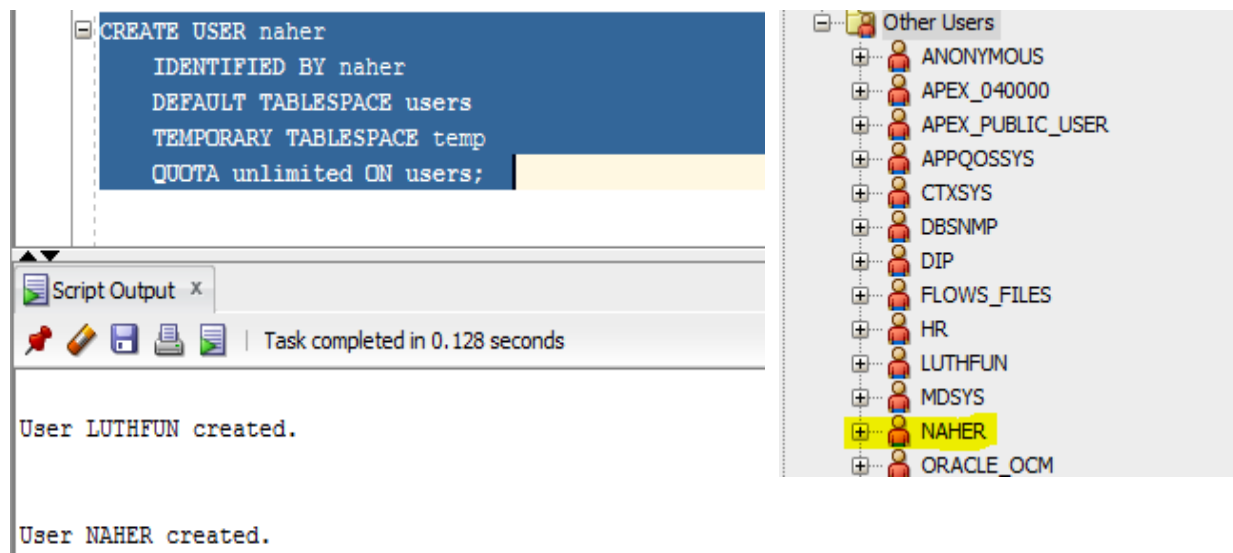 CREATE USER naher
IDENTIFIED BY naher
DEFAULT TABLESPACE users
TEMPORARY TABLESPACE temp
QUOTA unlimited ON users;
Script Output x
Task completed in 0.128 seconds
User LUTHFUN created.
User NAHER created.
Other Users
ANONYMOUS
APEX_040000
APEX_PUBLIC_USER
APPQOSSYS
CTXSYS
DBSNMP
DIP
FLOWS_FILES
HR
LUTHFUN
MDSYS
NAHER
ORACLE_OCM